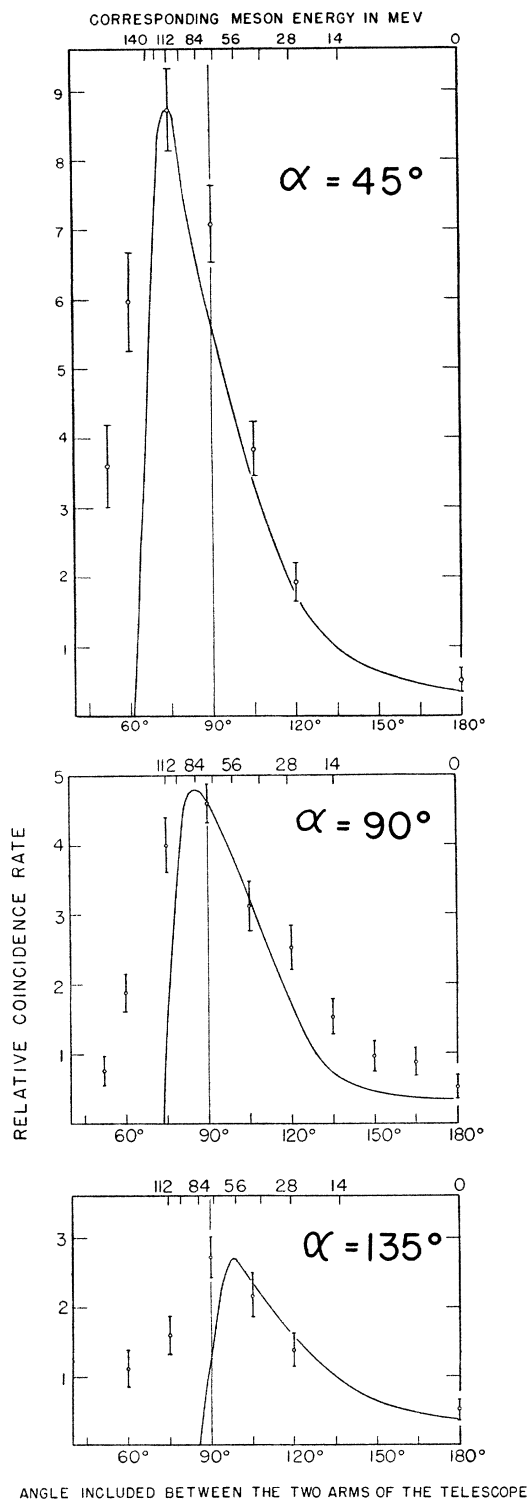 CORRESPONDING MESON ENERGY IN MEV
140 112 84 56 28 14 0
9
α = 45°
8
7
6
5
4
3
2
1
60° 90° 120° 150° 180°
112 84 56 28 14 0
5
α = 90°
4
3
2
1
RELATIVE COINCIDENCE RATE
60° 90° 120° 150° 180°
112 84 56 28 14 0
3
α = 135°
2
1
60° 90° 120° 150° 180°
ANGLE INCLUDED BETWEEN THE TWO ARMS OF THE TELESCOPE